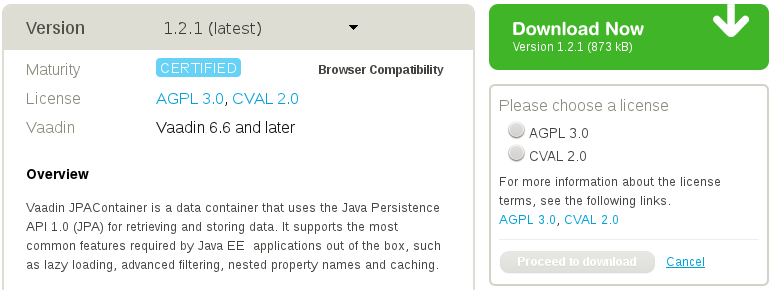 Version 1.2.1 (latest)
Maturity CERTIFIED Browser Compatibility
License AGPL 3.0, CVAL 2.0
Vaadin Vaadin 6.6 and later
Overview
Vaadin JPAContainer is a data container that uses the Java Persistence
API 1.0 (JPA) for retrieving and storing data. It supports the most
common features required by Java EE applications out of the box, such
as lazy loading, advanced filtering, nested property names and caching.
Download Now
Version 1.2.1 (873 kB)
Please choose a license
AGPL 3.0
CVAL 2.0
For more information about the license
terms, see the following links.
AGPL 3.0, CVAL 2.0
Proceed to download Cancel